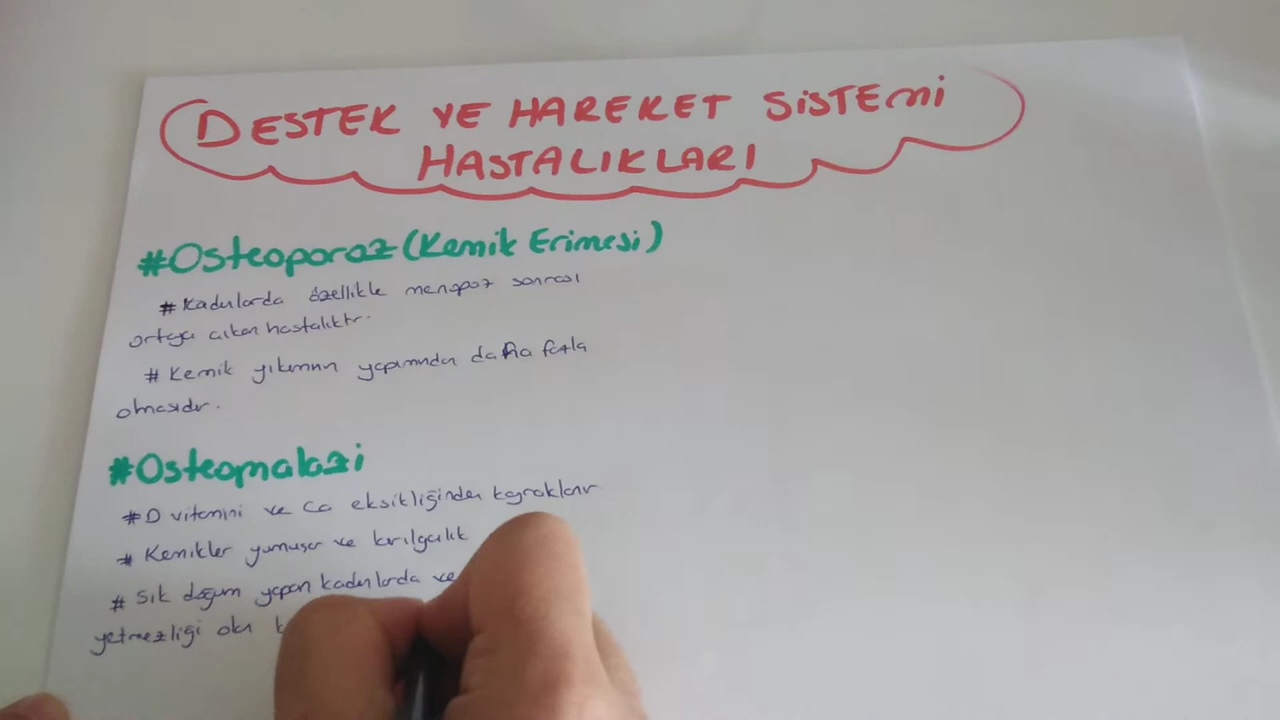 DESTEK VE HAREKET SİSTEMİ
HASTALIKLARI
#Osteoporoz (Kemik Erimesi)
# Kadınlarda özellikle menopoz sonrası
ortaya çıkan hastalıktır.
# Kemik yıkımının yapımından daha fazla
olmasıdır.
#Osteomalazi
#D vitamini ve Ca eksikliğinden kaynaklanır
# Kemikler yumuşar ve kırılganlık
# Sık doğum yapan kadınlarda ve
yetmezliği olan